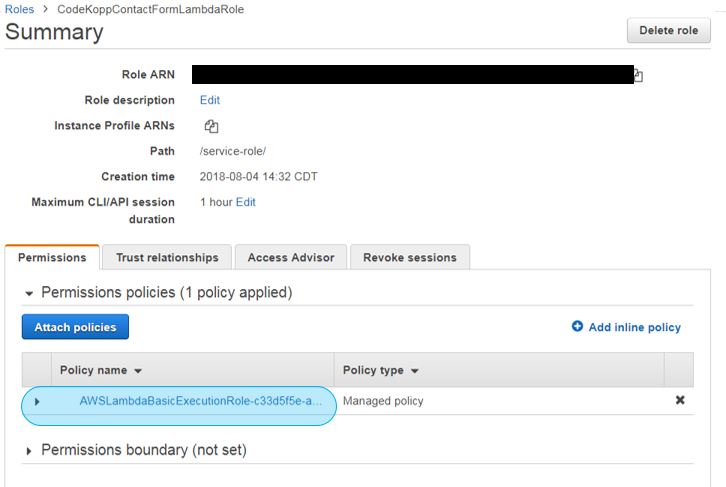 Roles > CodeKoppContactFormLambdaRole
Summary
Delete role
Role ARN
Role description Edit
Instance Profile ARNs
Path /service-role/
Creation time 2018-08-04 14:32 CDT
Maximum CLI/API session 1 hour Edit
duration
Permissions Trust relationships Access Advisor Revoke sessions
Permissions policies (1 policy applied)
Attach policies Add inline policy
Policy name Policy type
AWSLambdaBasicExecutionRole-c33d5f5e-a... Managed policy
Permissions boundary (not set)